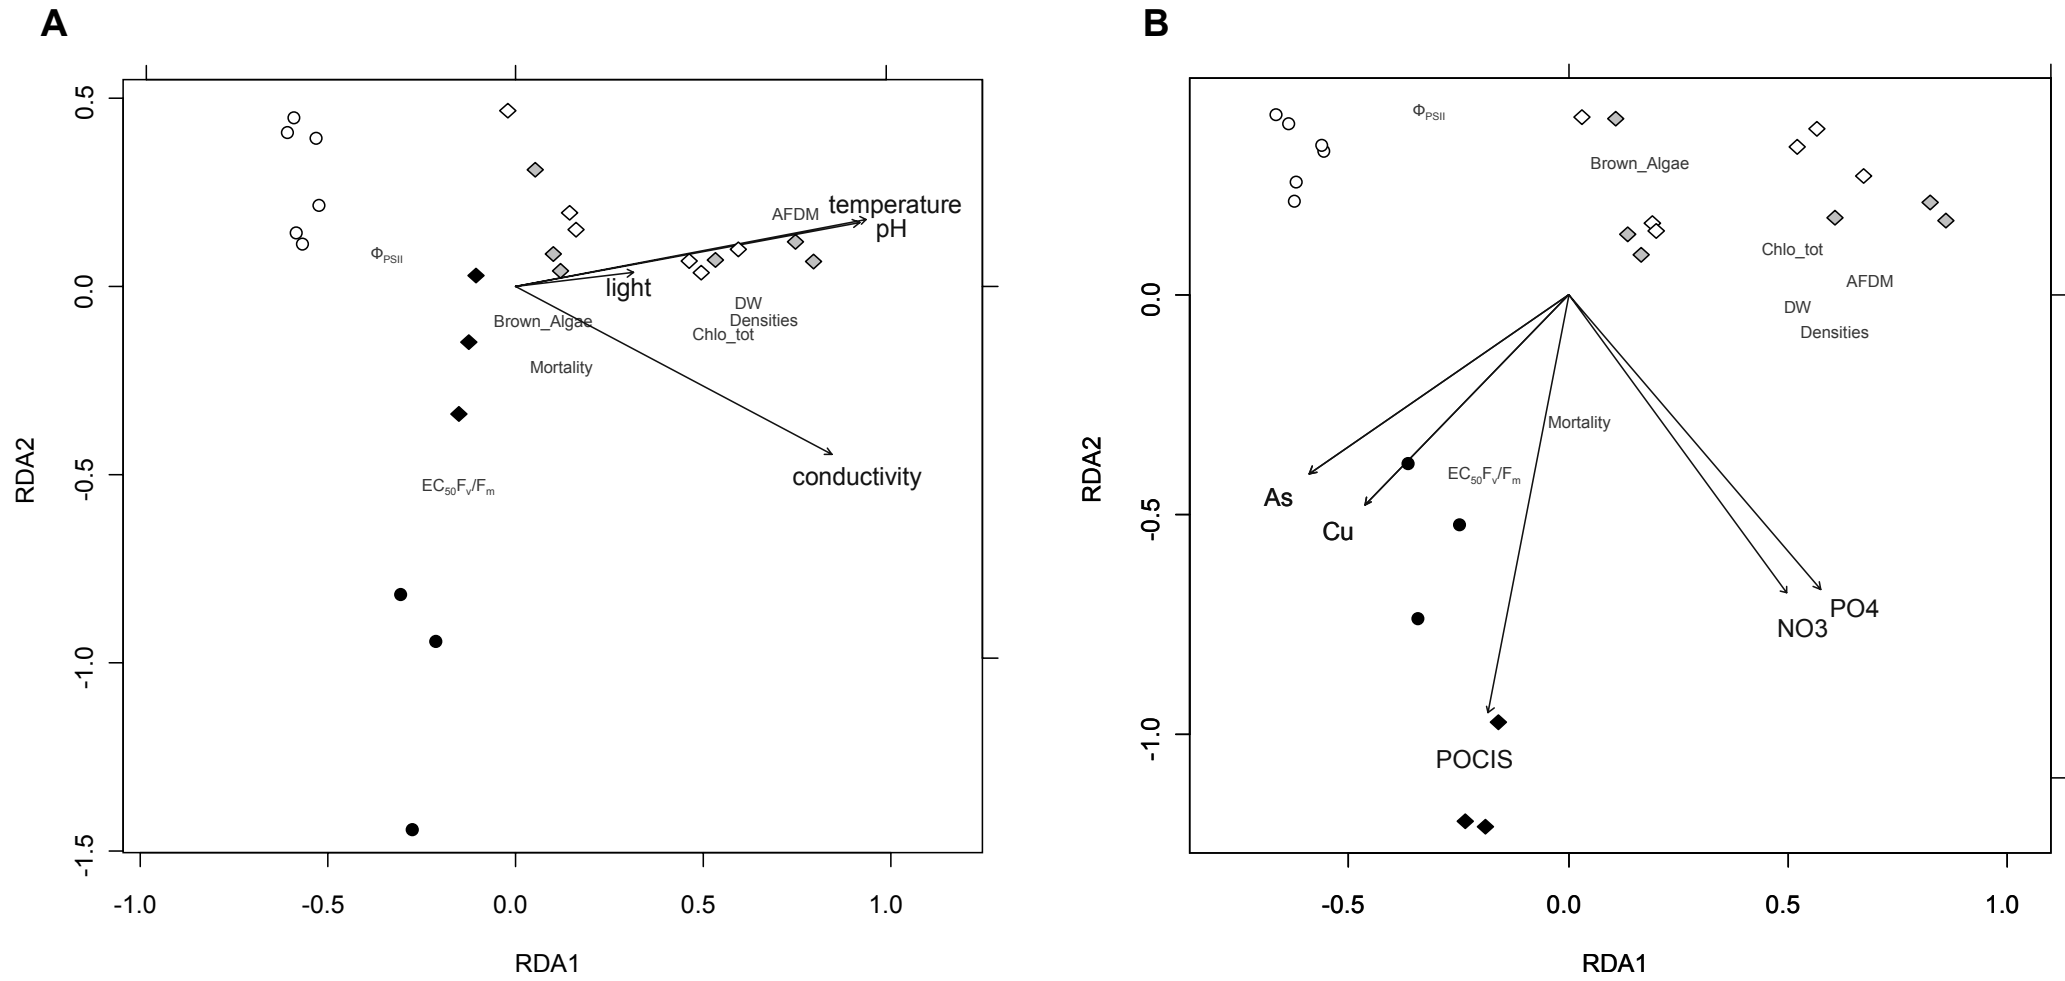 A
B
0.5
0.0
-0.5
-1.0
-1.5
RDA2
temperature
AFDM
pH
ΦPSII
light
DW
Brown_Algae
Densities
Chlo_tot
Mortality
conductivity
EC50Fv/Fm
-1.0 -0.5 0.0 0.5 1.0
RDA1
0.0
-0.5
-1.0
RDA2
ΦPSII
Brown_Algae
Chlo_tot
AFDM
DW
Densities
Mortality
EC50Fv/Fm
As
Cu
PO4
NO3
POCIS
-0.5 0.0 0.5 1.0
RDA1